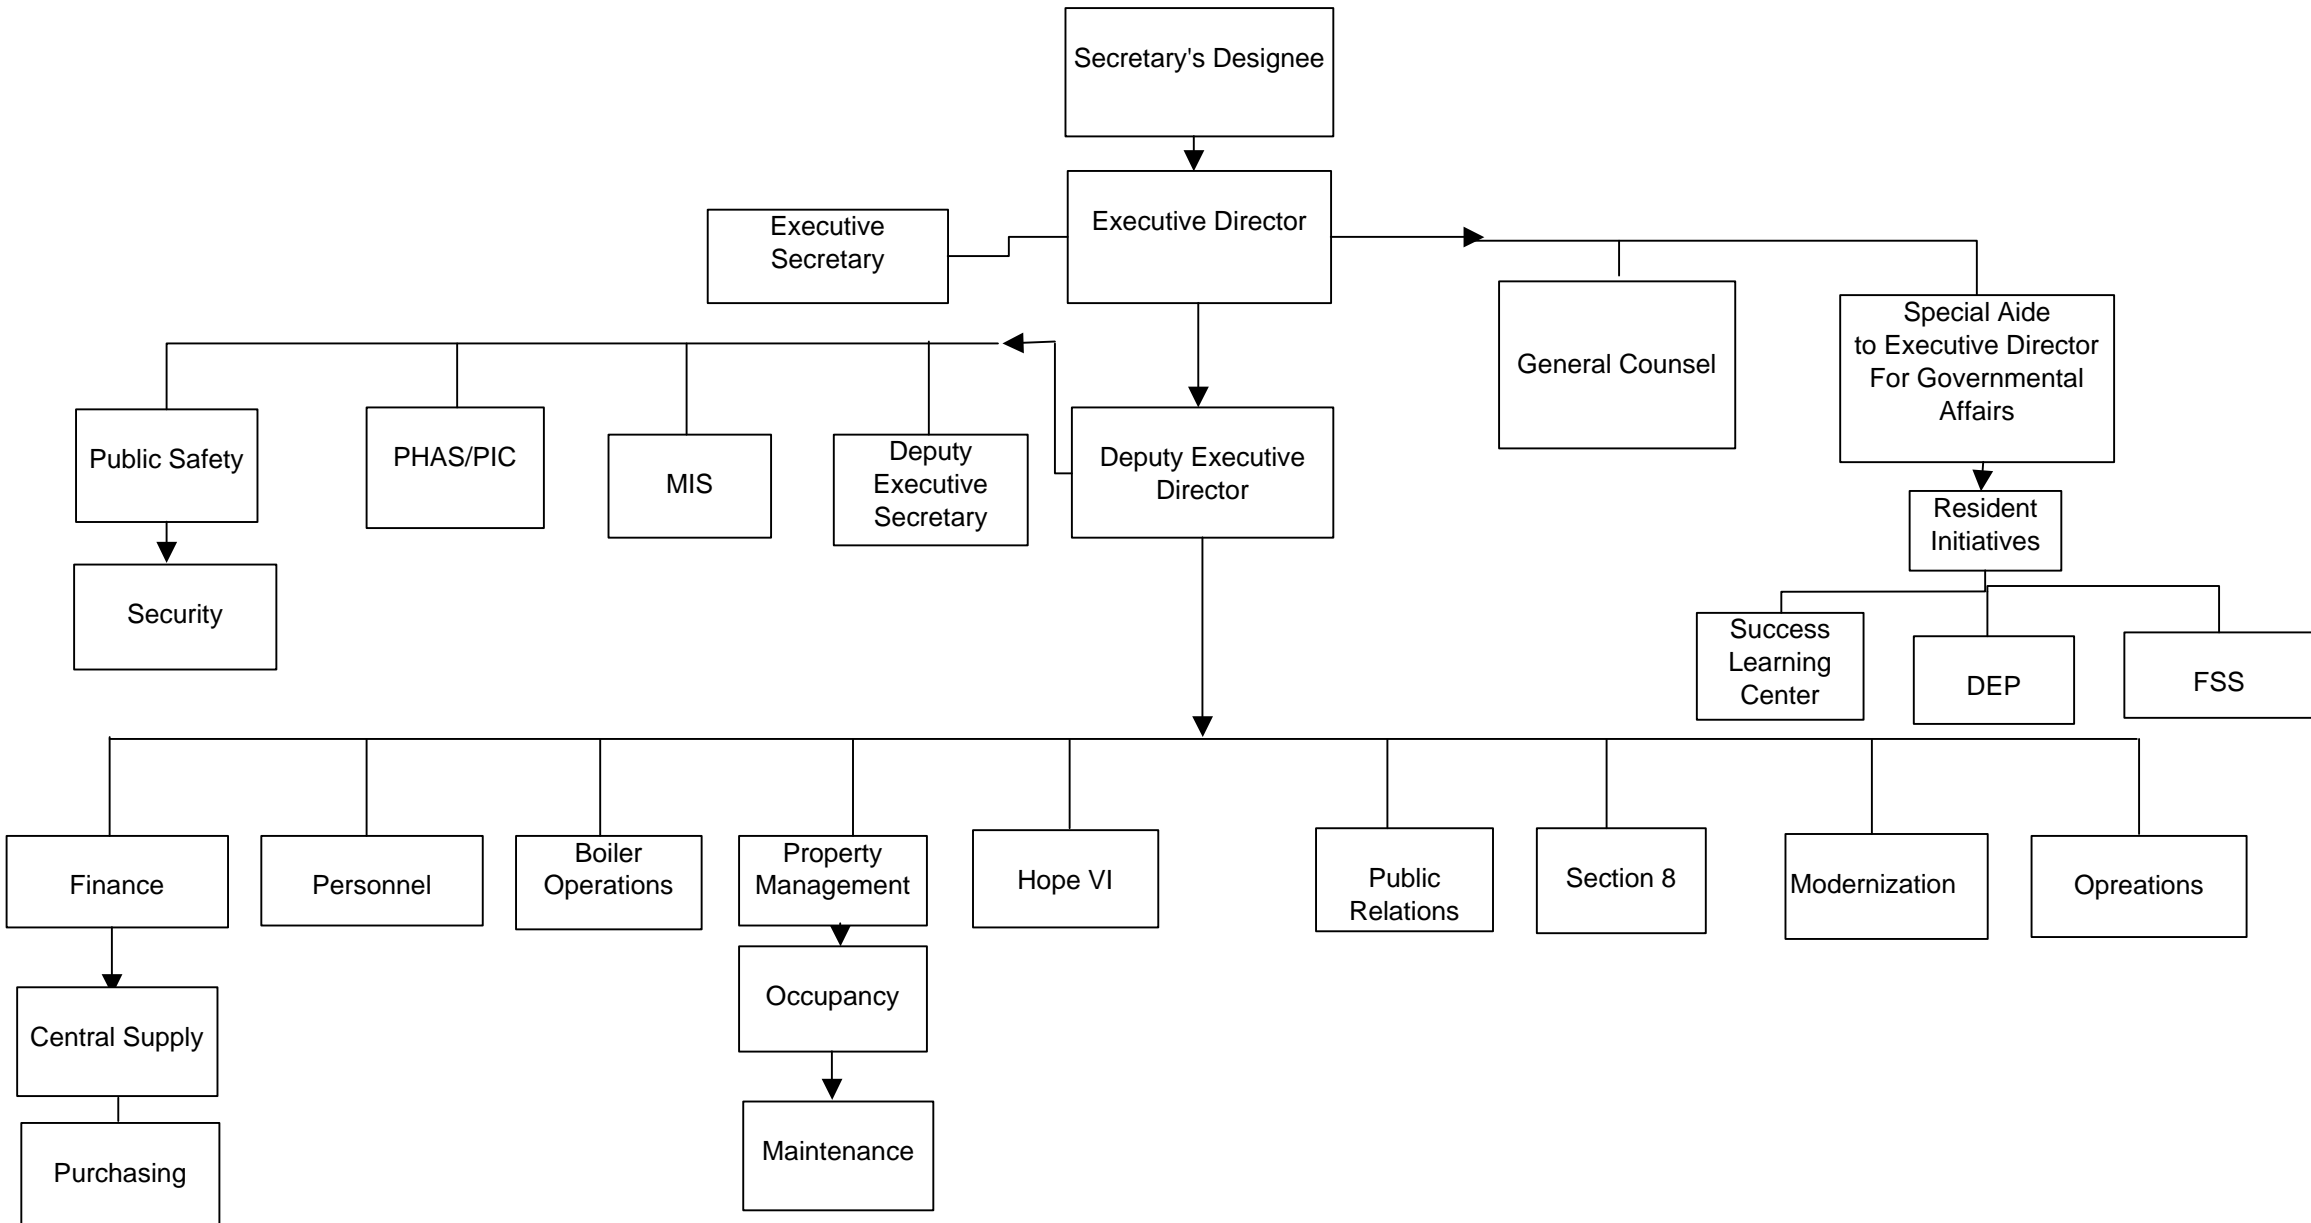 Secretary's Designee
Executive Director
Executive
Secretary
General Counsel
Special Aide
to Executive Director
For Governmental
Affairs
Public Safety
PHAS/PIC
MIS
Deputy
Executive
Secretary
Deputy Executive
Director
Resident
Initiatives
Security
Success
Learning
Center
DEP
FSS
Finance
Personnel
Boiler
Operations
Property
Management
Hope VI
Public
Relations
Section 8
Modernization
Opreations
Central Supply
Occupancy
Purchasing
Maintenance